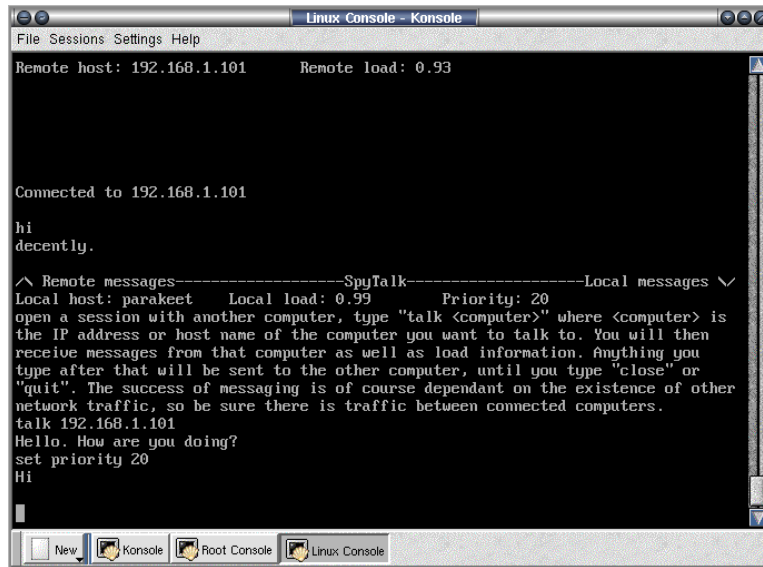 Linux Console - Konsole
File Sessions Settings Help
Remote host: 192.168.1.101 Remote load: 0.93
Connected to 192.168.1.101
hi
decently.
/\ Remote messages-------------------SpyTalk--------------------Local messages \/
Local host: parakeet Local load: 0.99 Priority: 20
open a session with another computer, type "talk <computer>" where <computer> is
the IP address or host name of the computer you want to talk to. You will then
receive messages from that computer as well as load information. Anything you
type after that will be sent to the other computer, until you type "close" or
"quit". The success of messaging is of course dependant on the existence of other
network traffic, so be sure there is traffic between connected computers.
talk 192.168.1.101
Hello. How are you doing?
set priority 20
Hi
New Konsole Root Console Linux Console